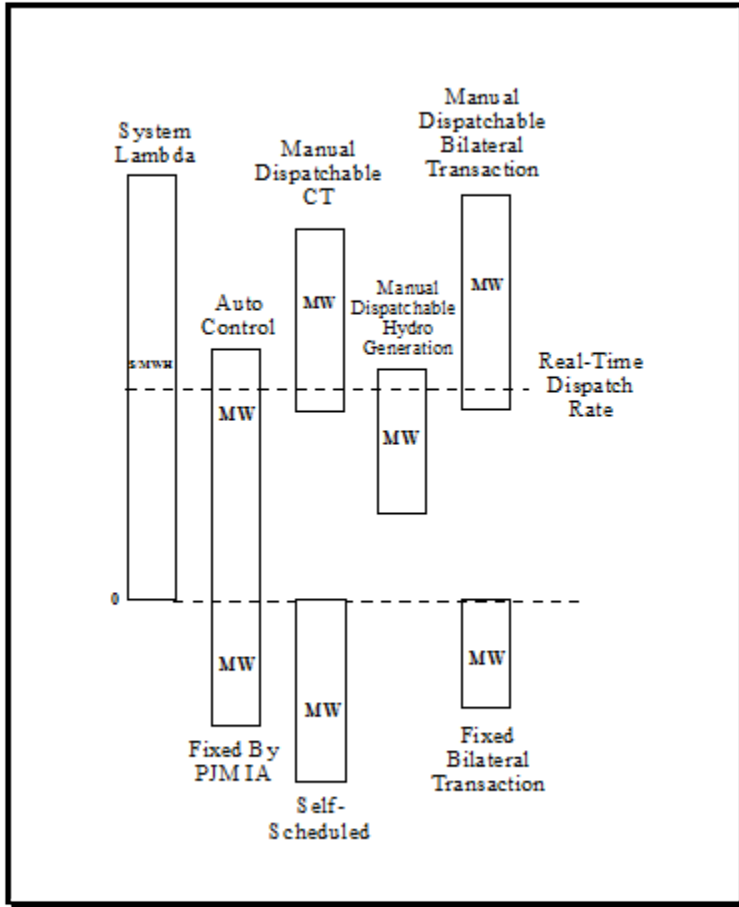 System
Lambda
Manual
Dispatchable
CT
Manual
Dispatchable
Bilateral
Transaction
Auto
Control
Manual
Dispatchable
Hydro
Generation
MW
MW
$/MWH
Real-Time
Dispatch
Rate
MW
MW
0
MW
MW
MW
Fixed By
PJM IA
Self-
Scheduled
Fixed
Bilateral
Transaction